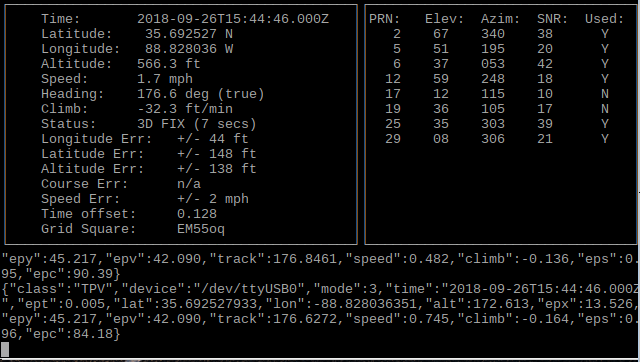 Time: 2018-09-26T15:44:46.000Z
Latitude: 35.692527 N
Longitude: 88.828036 W
Altitude: 566.3 ft
Speed: 1.7 mph
Heading: 176.6 deg (true)
Climb: -32.3 ft/min
Status: 3D FIX (7 secs)
Longitude Err: +/- 44 ft
Latitude Err: +/- 148 ft
Altitude Err: +/- 138 ft
Course Err: n/a
Speed Err: +/- 2 mph
Time offset: 0.128
Grid Square: EM55oq
PRN: Elev: Azim: SNR: Used:
2 67 340 38 Y
5 51 195 20 Y
6 37 053 42 Y
12 59 248 18 Y
17 12 115 10 N
19 36 105 17 N
25 35 303 39 Y
29 08 306 21 Y
"epy":45.217,"epv":42.090,"track":176.8461,"speed":0.482,"climb":-0.136,"eps":0.
95,"epc":90.39}
{"class":"TPV","device":"/dev/ttyUSB0","mode":3,"time":"2018-09-26T15:44:46.000Z
","ept":0.005,"lat":35.692527933,"lon":-88.828036351,"alt":172.613,"epx":13.526,
"epy":45.217,"epv":42.090,"track":176.6272,"speed":0.745,"climb":-0.164,"eps":0.
96,"epc":84.18}